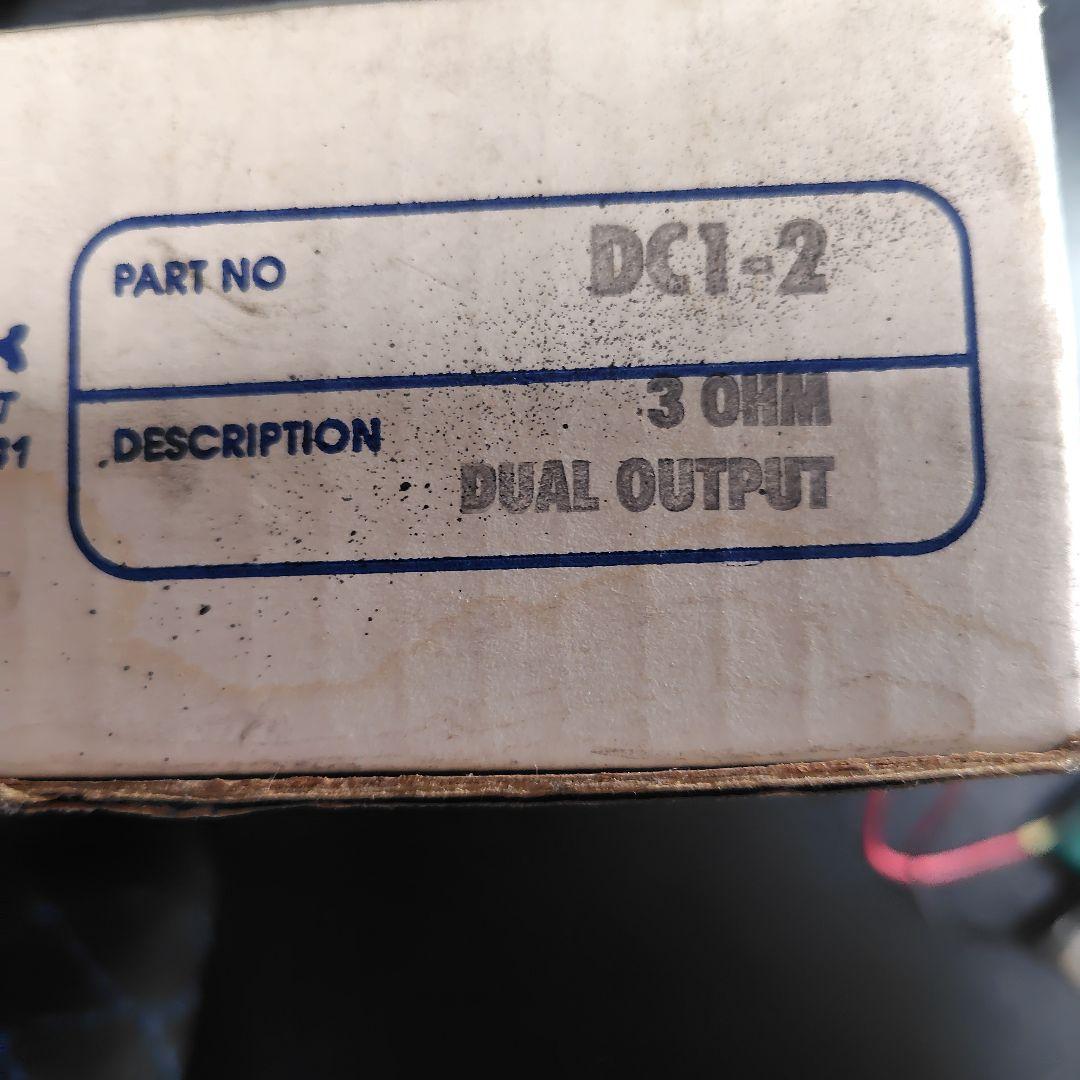 PART NO DC1-2
3 OHM
DESCRIPTION
DUAL OUTPUT